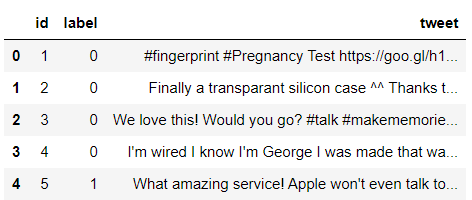 id label tweet
0 1 0 #fingerprint #Pregnancy Test https://goo.gl/h1...
1 2 0 Finally a transparant silicon case ^^ Thanks t...
2 3 0 We love this! Would you go? #talk #makememorie...
3 4 0 I'm wired I know I'm George I was made that wa...
4 5 1 What amazing service! Apple won't even talk to...